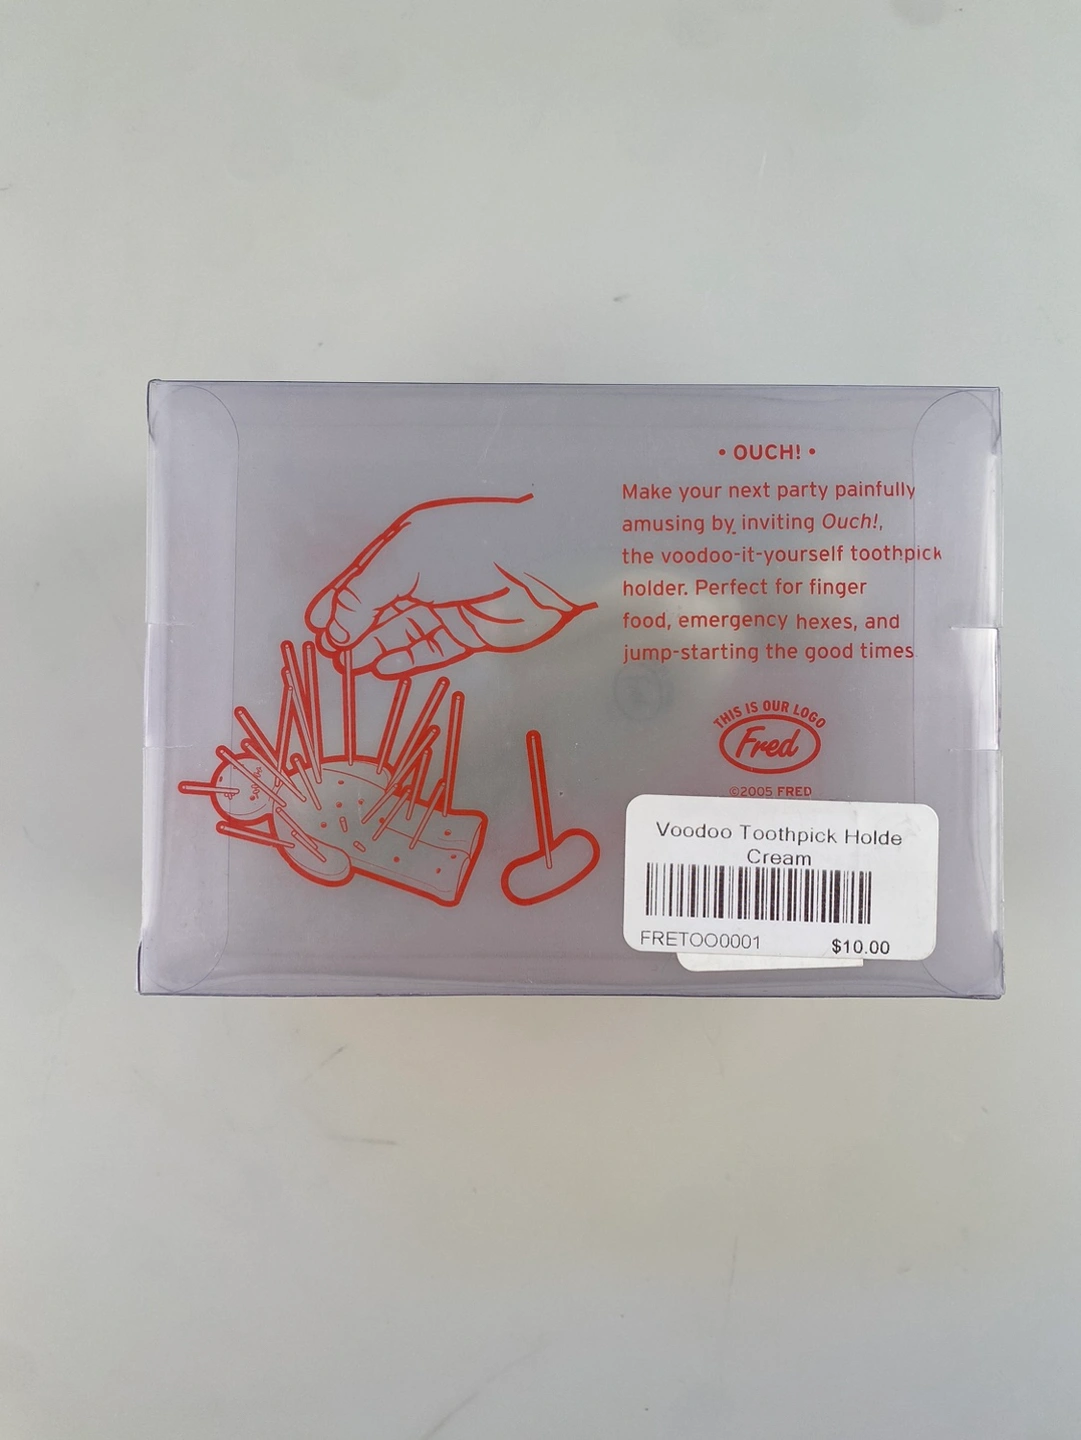 • OUCH! •
Make your next party painfully
amusing by inviting Ouch!,
the voodoo-it-yourself toothpick
holder. Perfect for finger
food, emergency hexes, and
jump-starting the good times
THIS IS OUR LOGO
Fred
©2005 FRED
Voodoo Toothpick Holde
Cream
FRETOO0001 $10.00